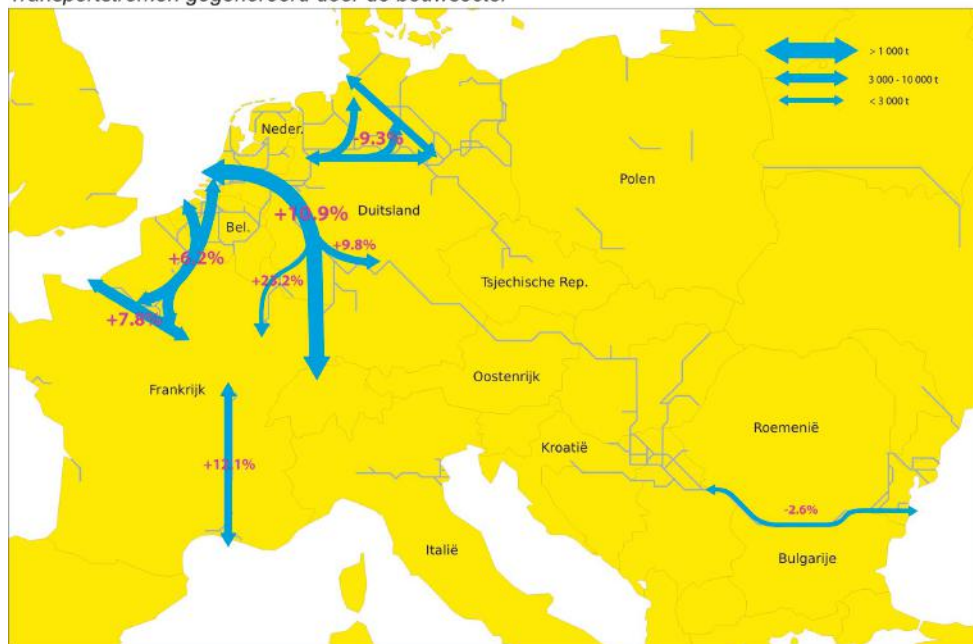 Transportstromen gegenereerd door de bouwsector
> 1 000 t
3 000 - 10 000 t
< 3 000 t
Neder.
-9.3%
Polen
+10.9%
Duitsland
Bel.
+9.8%
+6.2%
+23.2%
Tsjechische Rep.
+7.8%
Oostenrijk
Frankrijk
Roemenië
Kroatië
+12.1%
-2.6%
Italië
Bulgarije